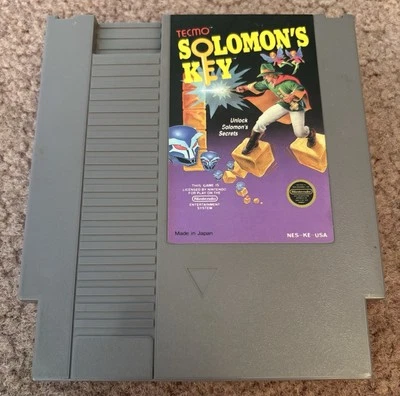 TECMO
SOLOMON'S
KEY
Unlock
Solomon's
Secrets
THIS GAME IS
LICENSED BY NINTENDO
FOR PLAY ON THE
Nintendo
ENTERTAINMENT
SYSTEM
Nintendo
Made in Japan
NES-KE-USA